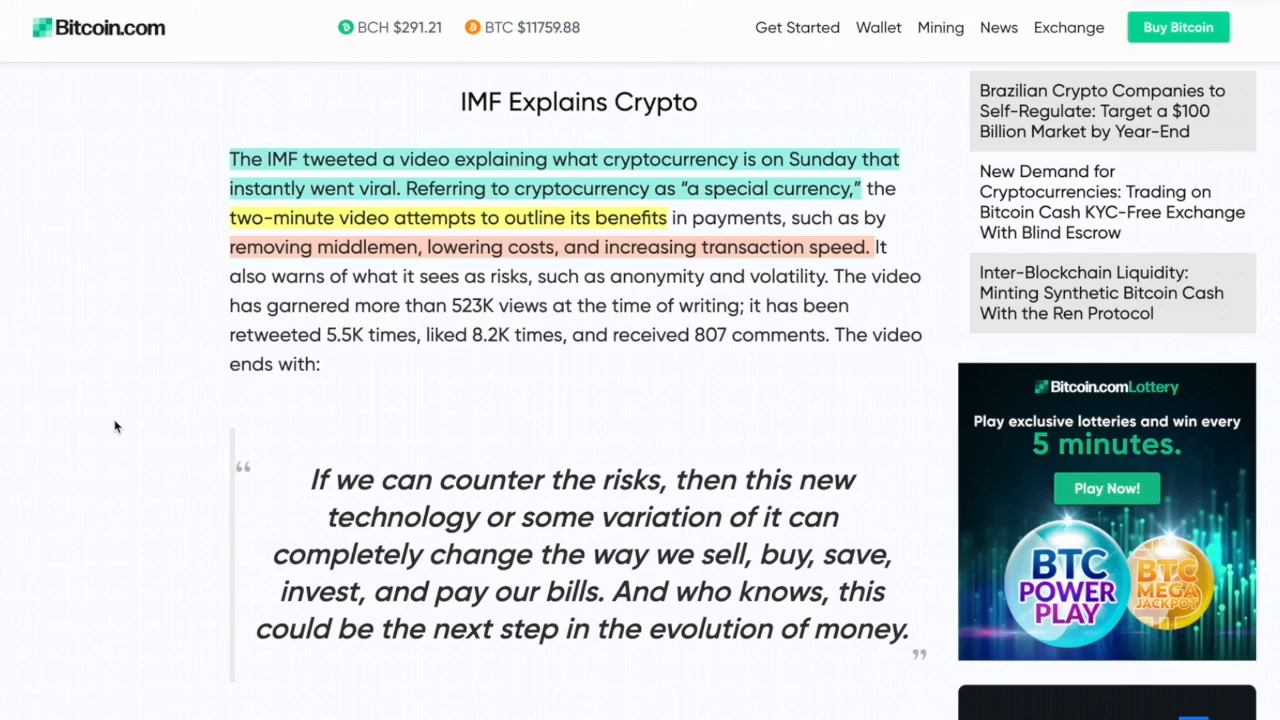 Bitcoin.com
BCH $291.21
BTC $11759.88
Get Started
Wallet
Mining
News
Exchange
Buy Bitcoin
IMF Explains Crypto
The IMF tweeted a video explaining what cryptocurrency is on Sunday that
instantly went viral. Referring to cryptocurrency as “a special currency,” the
two-minute video attempts to outline its benefits in payments, such as by
removing middlemen, lowering costs, and increasing transaction speed. It
also warns of what it sees as risks, such as anonymity and volatility. The video
has garnered more than 523K views at the time of writing; it has been
retweeted 5.5K times, liked 8.2K times, and received 807 comments. The video
ends with:
“
If we can counter the risks, then this new
technology or some variation of it can
completely change the way we sell, buy, save,
invest, and pay our bills. And who knows, this
could be the next step in the evolution of money.
”
Brazilian Crypto Companies to
Self-Regulate: Target a $100
Billion Market by Year-End
New Demand for
Cryptocurrencies: Trading on
Bitcoin Cash KYC-Free Exchange
With Blind Escrow
Inter-Blockchain Liquidity:
Minting Synthetic Bitcoin Cash
With the Ren Protocol
Bitcoin.comLottery
Play exclusive lotteries and win every
5 minutes.
Play Now!
BTC
POWER
PLAY
BTC
MEGA
JACKPOT